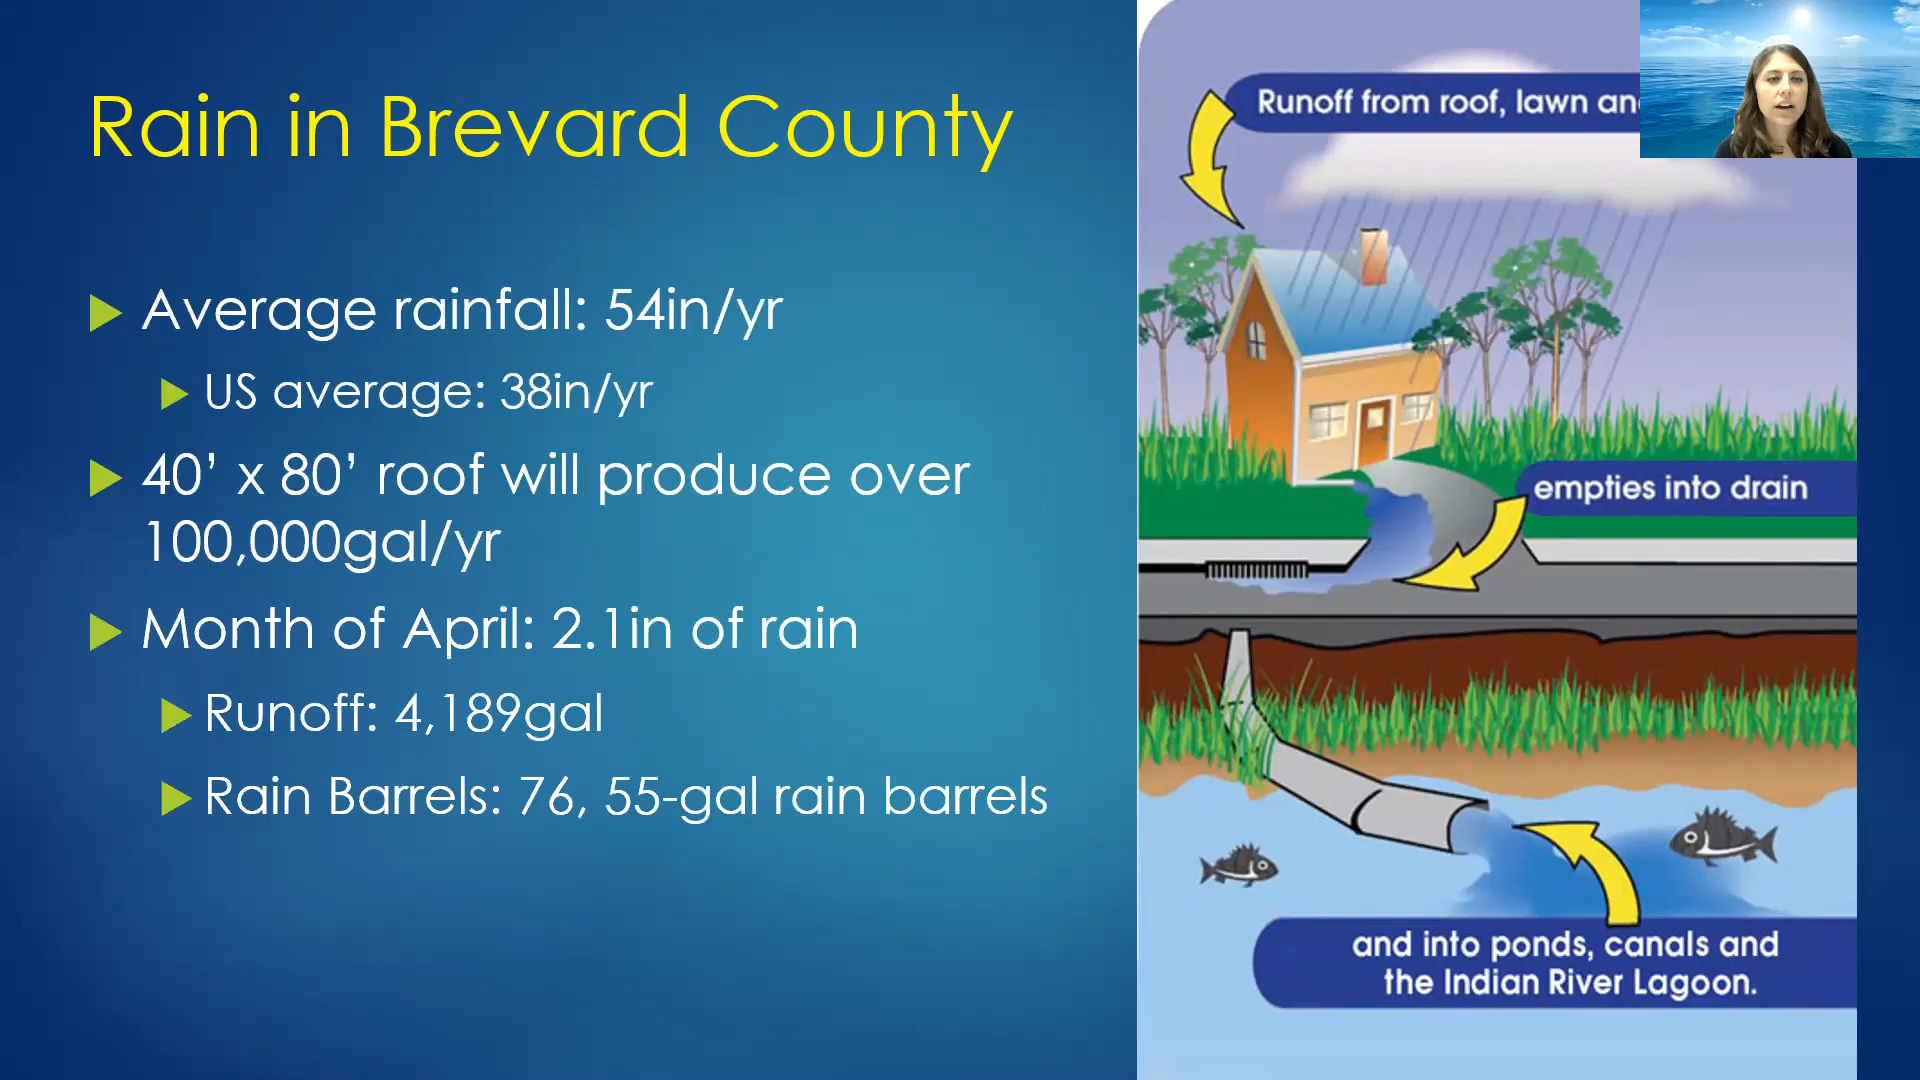 Rain in Brevard County
Average rainfall: 54in/yr
US average: 38in/yr
40’ x 80’ roof will produce over
100,000gal/yr
Month of April: 2.1in of rain
Runoff: 4,189gal
Rain Barrels: 76, 55-gal rain barrels
Runoff from roof, lawn
empties into drain
and into ponds, canals and
the Indian River Lagoon.